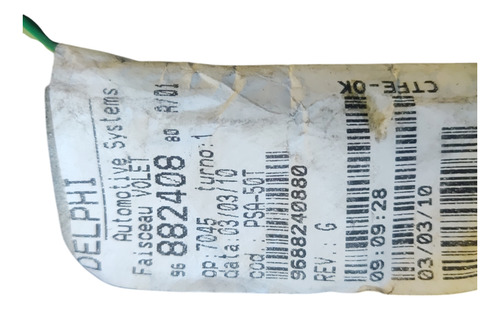 DELPHI
Automotive Systems
Faisceau VOLET
96 882408 80 R/01
op:7045 turno:1
data:03/03/10
cod.: PSA-50T
9688240880
REV.: G
09:09:28
03/03/10
CTFE-OK